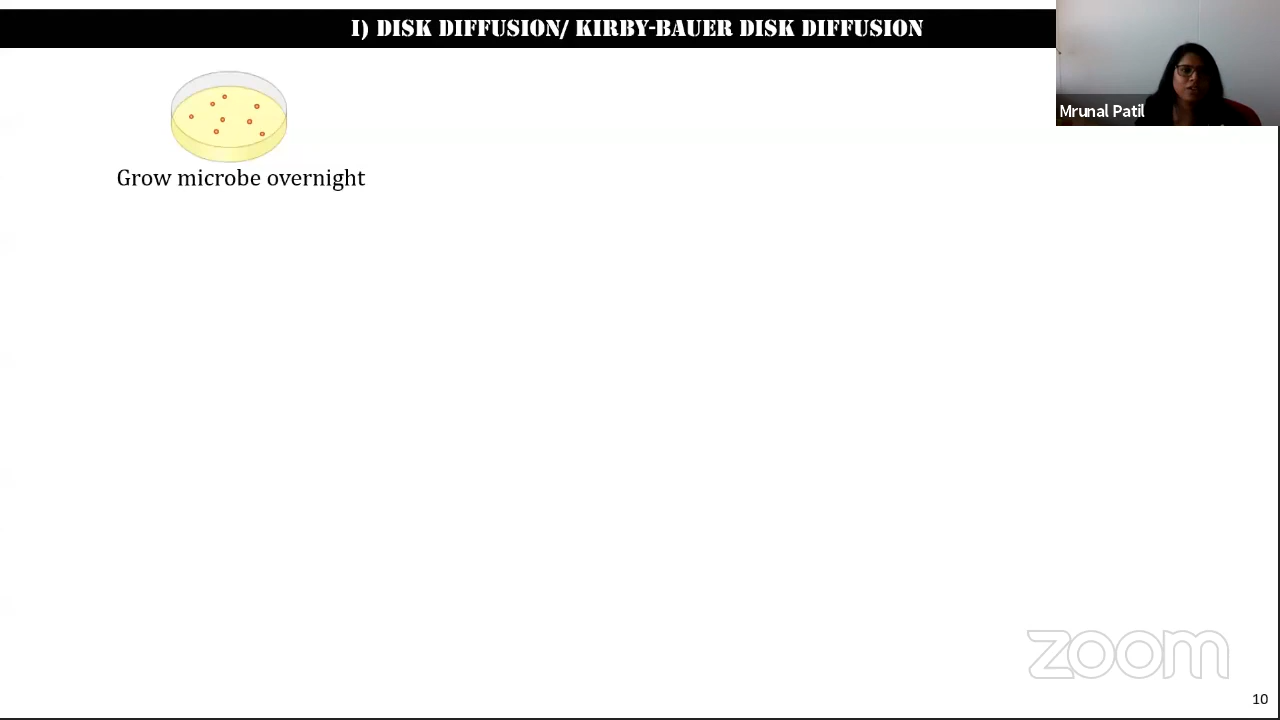 I) DISK DIFFUSION/ KIRBY-BAUER DISK DIFFUSION
Mrunal Patil
Grow microbe overnight
zoom
10